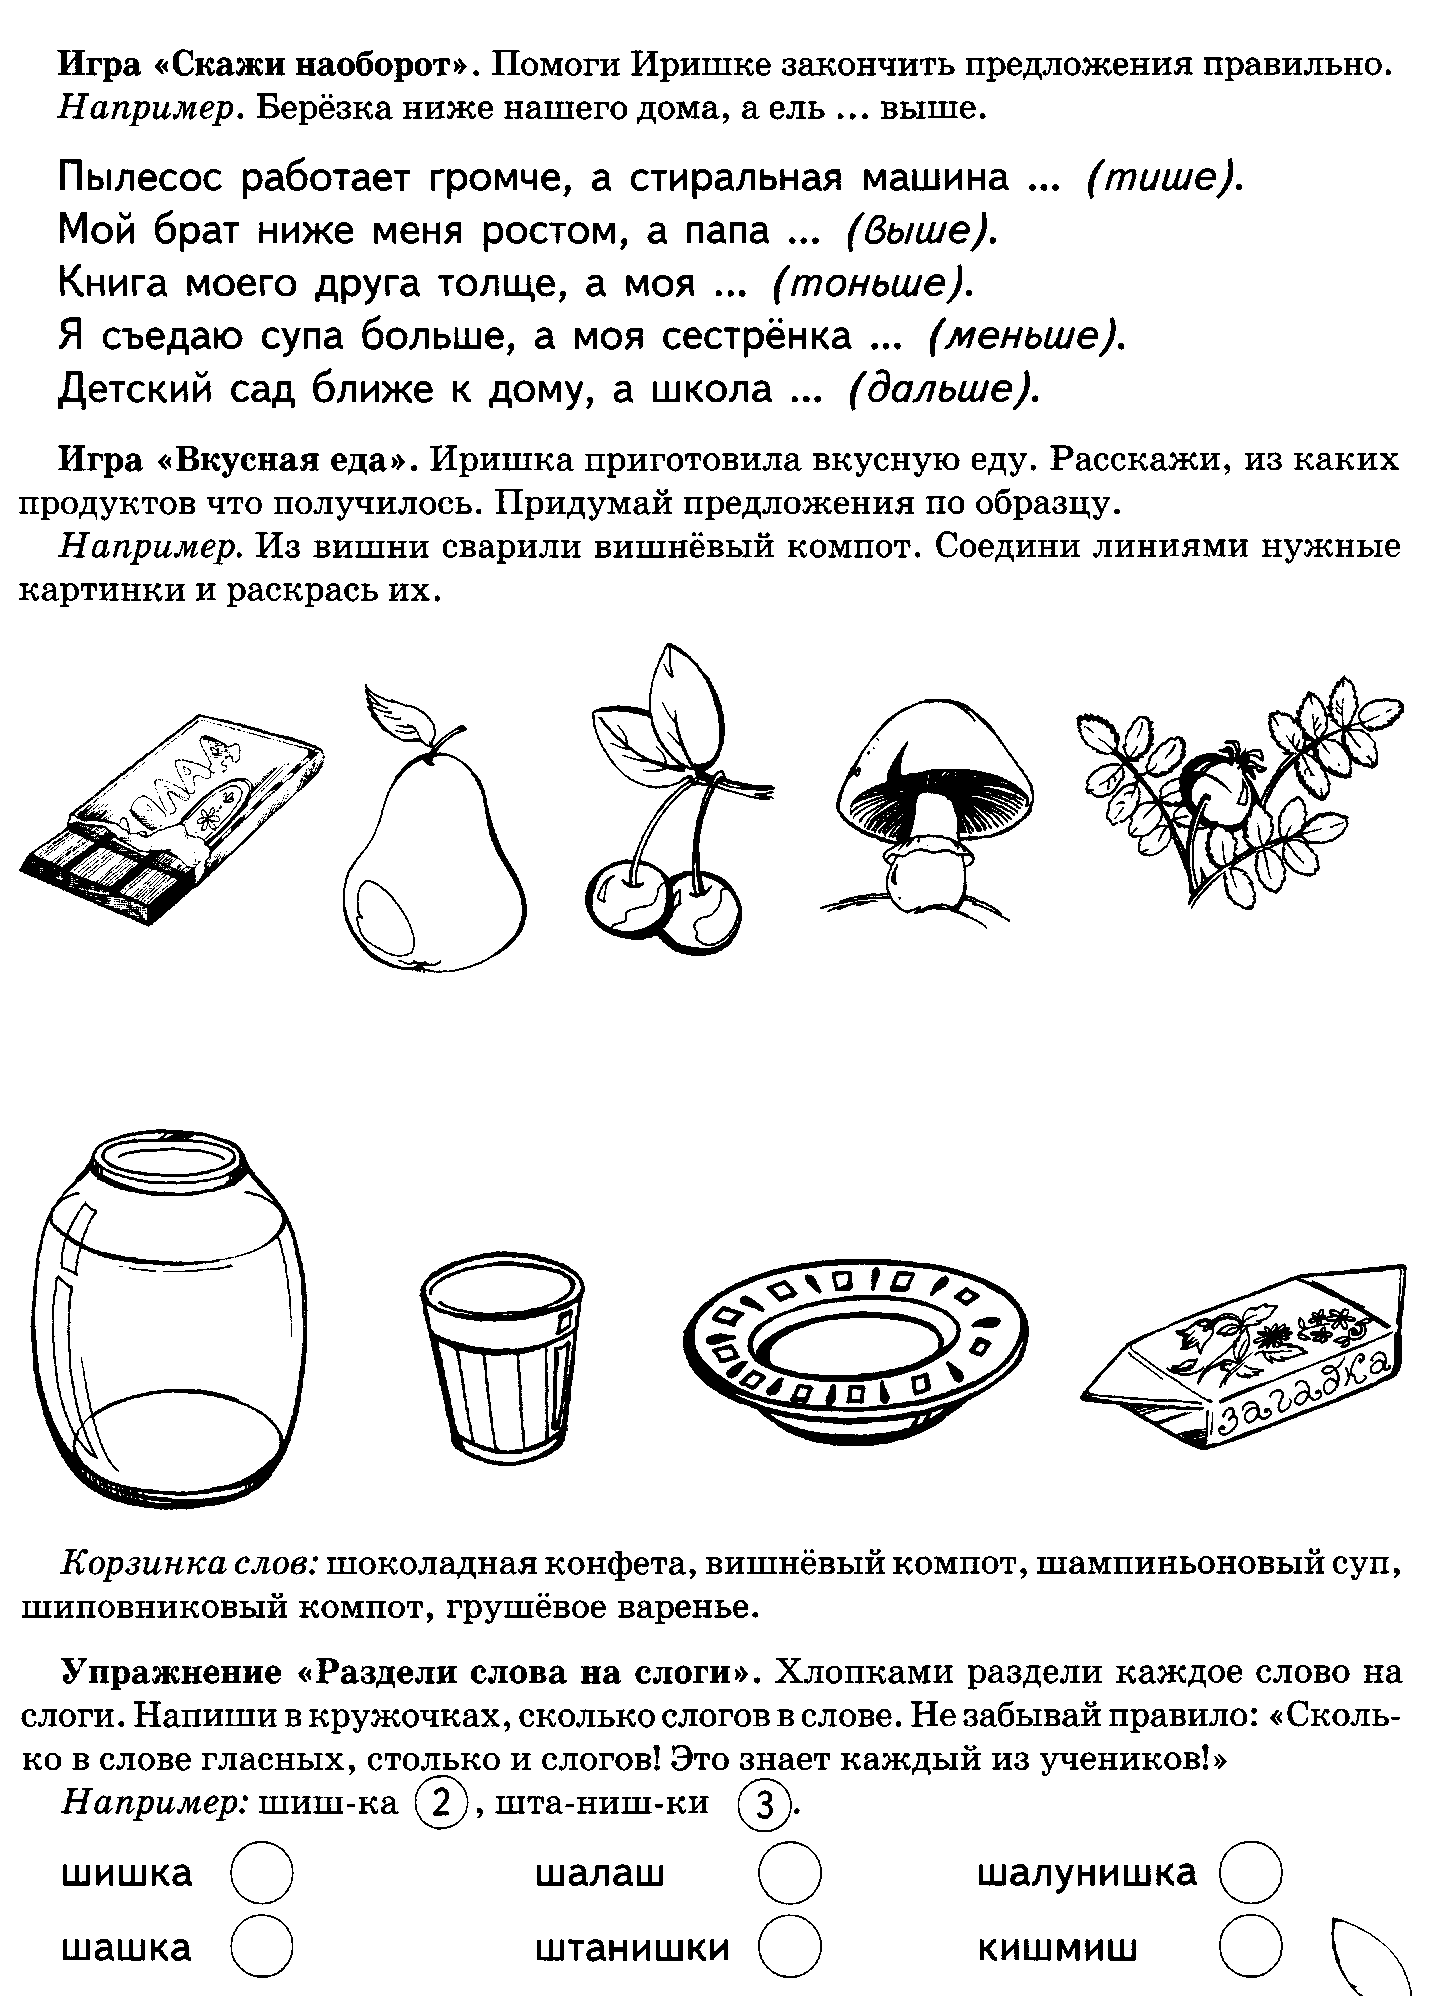 Игра «Скажи наоборот». Помоги Иришке закончить предложения правильно.
Например. Берёзка ниже нашего дома, а ель ... выше.
Пылесос работает громче, а стиральная машина ... (тише).
Мой брат ниже меня ростом, а папа ... (выше).
Книга моего друга толще, а моя ... (тоньше).
Я съедаю супа больше, а моя сестрёнка ... (меньше).
Детский сад ближе к дому, а школа ... (дальше).
Игра «Вкусная еда». Иришка приготовила вкусную еду. Расскажи, из каких
продуктов что получилось. Придумай предложения по образцу.
Например. Из вишни сварили вишнёвый компот. Соедини линиями нужные
картинки и раскрась их.
загадка
Корзинка слов: шоколадная конфета, вишнёвый компот, шампиньоновый суп,
шиповниковый компот, грушёвое варенье.
Упражнение «Раздели слова на слоги». Хлопками раздели каждое слово на
слоги. Напиши в кружочках, сколько слогов в слове. Не забывай правило: «Сколь-
ко в слове гласных, столько и слогов! Это знает каждый из учеников!»
Например: шиш-ка 2, шта-ниш-ки 3.
шишка шалаш шалунишка
шашка штанишки кишмиш